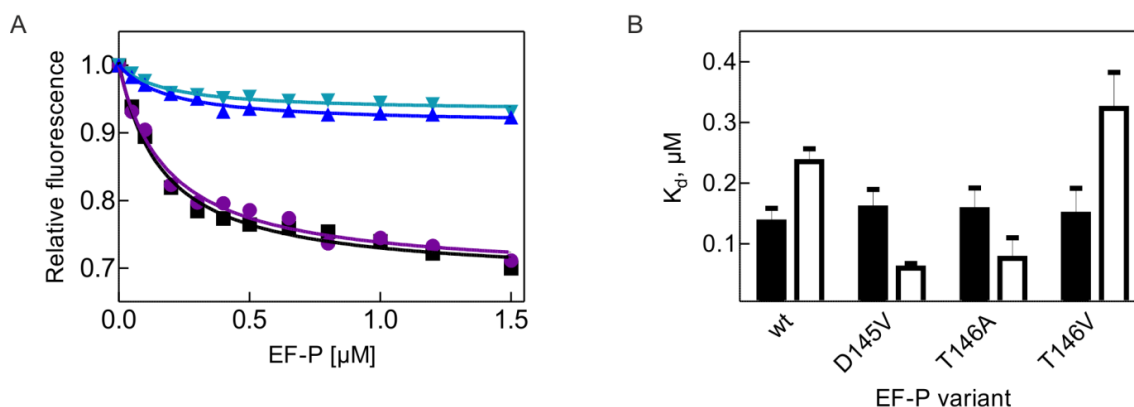 A
Relative fluorescence
1.0
0.9
0.8
0.7
0.0
0.5
1.0
1.5
EF-P [µM]
B
K_d, µM
0.4
0.3
0.2
0.1
wt
D145V
T146A
T146V
EF-P variant